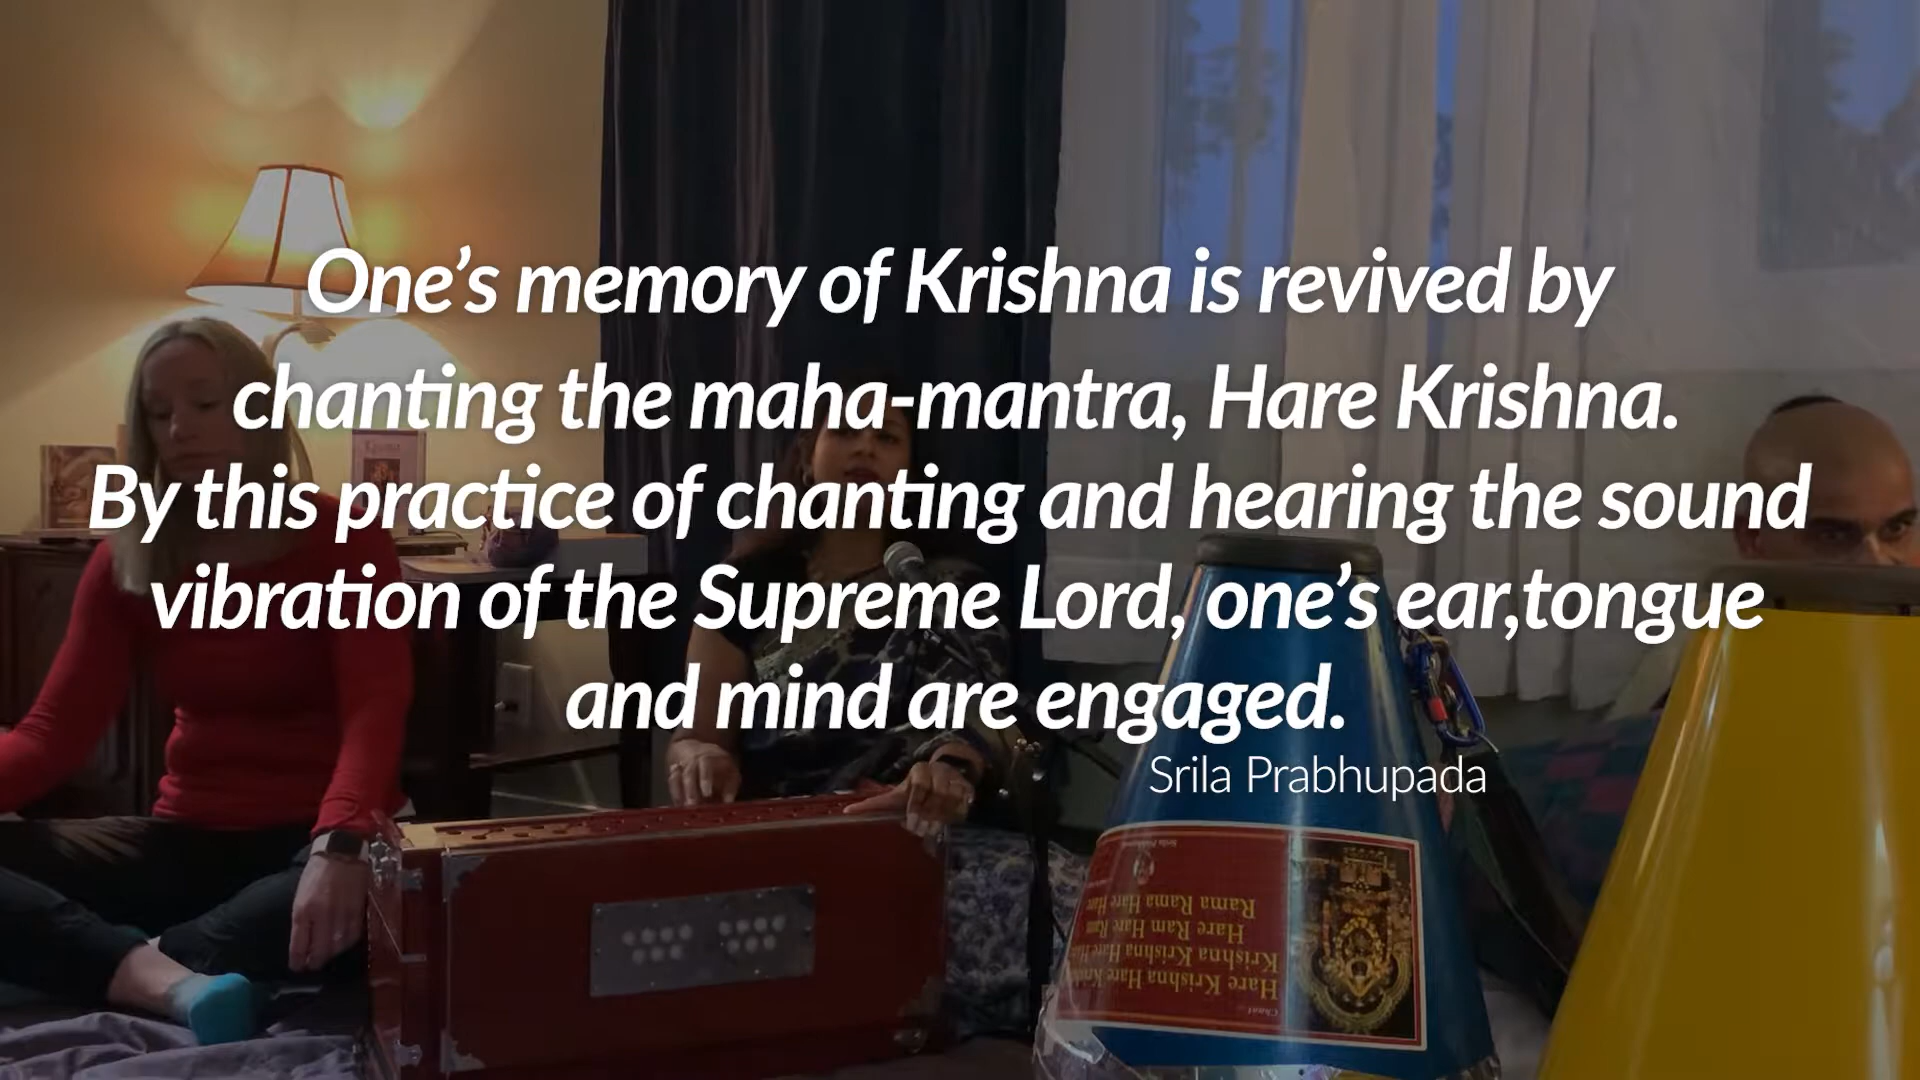 One’s memory of Krishna is revived by
chanting the maha-mantra, Hare Krishna.
By this practice of chanting and hearing the sound
vibration of the Supreme Lord, one’s ear,tongue
and mind are engaged.
Srila Prabhupada
Chant
Hare Krishna Hare
Krishna Krishna Hare
Hare Ram Hare Ram
Rama Rama Hare